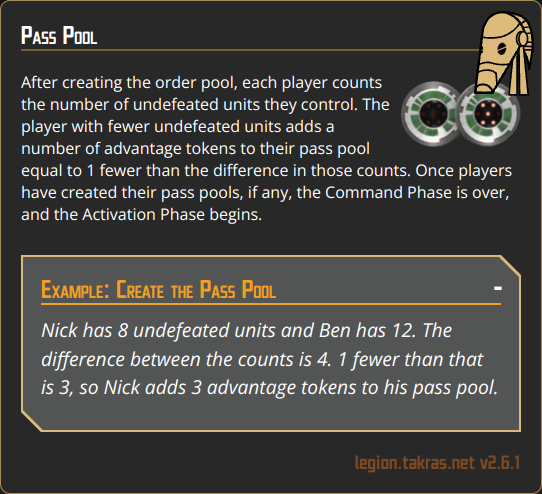 Pass Pool
After creating the order pool, each player counts
the number of undefeated units they control. The
player with fewer undefeated units adds a
number of advantage tokens to their pass pool
equal to 1 fewer than the difference in those counts. Once players
have created their pass pools, if any, the Command Phase is over,
and the Activation Phase begins.
Example: Create the Pass Pool -
Nick has 8 undefeated units and Ben has 12. The
difference between the counts is 4. 1 fewer than that
is 3, so Nick adds 3 advantage tokens to his pass pool.
legion.takras.net v2.6.1